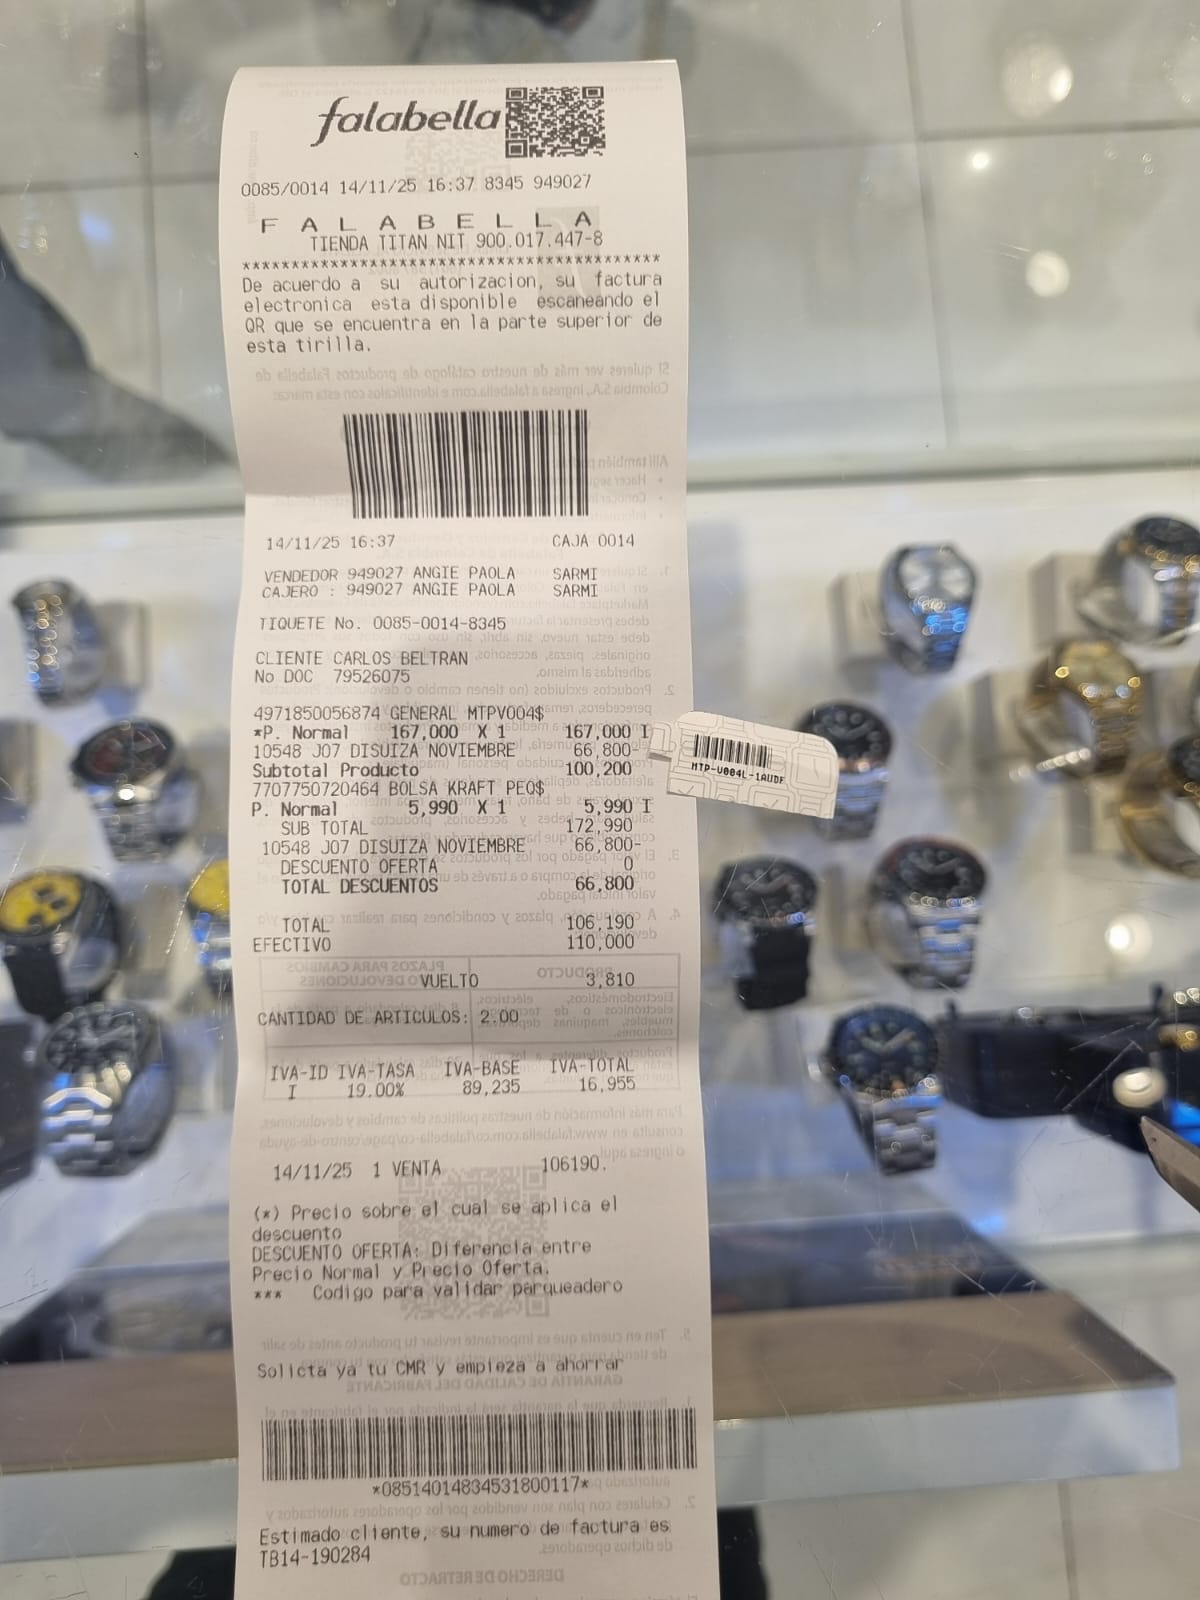 falabella
0085/0014 14/11/25 16:37 8345 949027
F A L A B E L L A
TIENDA TITAN NIT 900.017.447-8
******************************************
De acuerdo a su autorizacion, su factura
electronica esta disponible escaneando el
QR que se encuentra en la parte superior de
esta tirilla.
14/11/25 16:37 CAJA 0014
VENDEDOR 949027 ANGIE PAOLA SARMI
CAJERO : 949027 ANGIE PAOLA SARMI
TIQUETE No. 0085-0014-8345
CLIENTE CARLOS BELTRAN
No DOC 79526075
4971850056874 GENERAL MTPV004$
*P. Normal 167,000 X 1 167,000 I
10548 J07 DISUIZA NOVIEMBRE 66,800-
Subtotal Producto 100,200
7707750720464 BOLSA KRAFT PEQ$
P. Normal 5,990 X 1 5,990 I
SUB TOTAL 172,990
10548 J07 DISUIZA NOVIEMBRE 66,800-
DESCUENTO OFERTA 0
TOTAL DESCUENTOS 66,800
TOTAL 106,190
EFECTIVO 110,000
VUELTO 3,810
CANTIDAD DE ARTICULOS: 2.00
IVA-ID IVA-TASA IVA-BASE IVA-TOTAL
I 19.00% 89,235 16,955
14/11/25 1 VENTA 106190.
(*) Precio sobre el cual se aplica el
descuento
DESCUENTO OFERTA: Diferencia entre
Precio Normal y Precio Oferta.
*** Codigo para validar parqueadero
Solicta ya tu CMR y empieza a ahorrar
*08514014834531800117*
Estimado cliente, su numero de factura es
TB14-190284
MTP-V004L-1AUDF